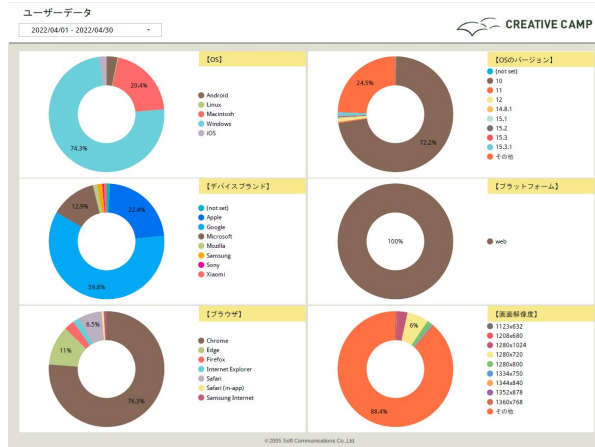 ユーザーデータ
2022/04/01 - 2022/04/30
CREATIVE CAMP
【OS】
20.4%
74.3%
Android
Linux
Macintosh
Windows
iOS
【OSのバージョン】
24.5%
72.2%
(not set)
10
11
12
14.8.1
15.1
15.2
15.3
15.3.1
その他
【デバイスブランド】
12.9%
22.4%
59.8%
(not set)
Apple
Google
Microsoft
Mozilla
Samsung
Sony
Xiaomi
【プラットフォーム】
100%
web
【ブラウザ】
6.5%
11%
76.3%
Chrome
Edge
Firefox
Internet Explorer
Safari
Safari (in-app)
Samsung Internet
【画面解像度】
6%
88.4%
1123x632
1208x680
1280x1024
1280x720
1280x800
1334x750
1344x840
1352x878
1360x768
その他
©2005 Soft Communications Co.,Ltd